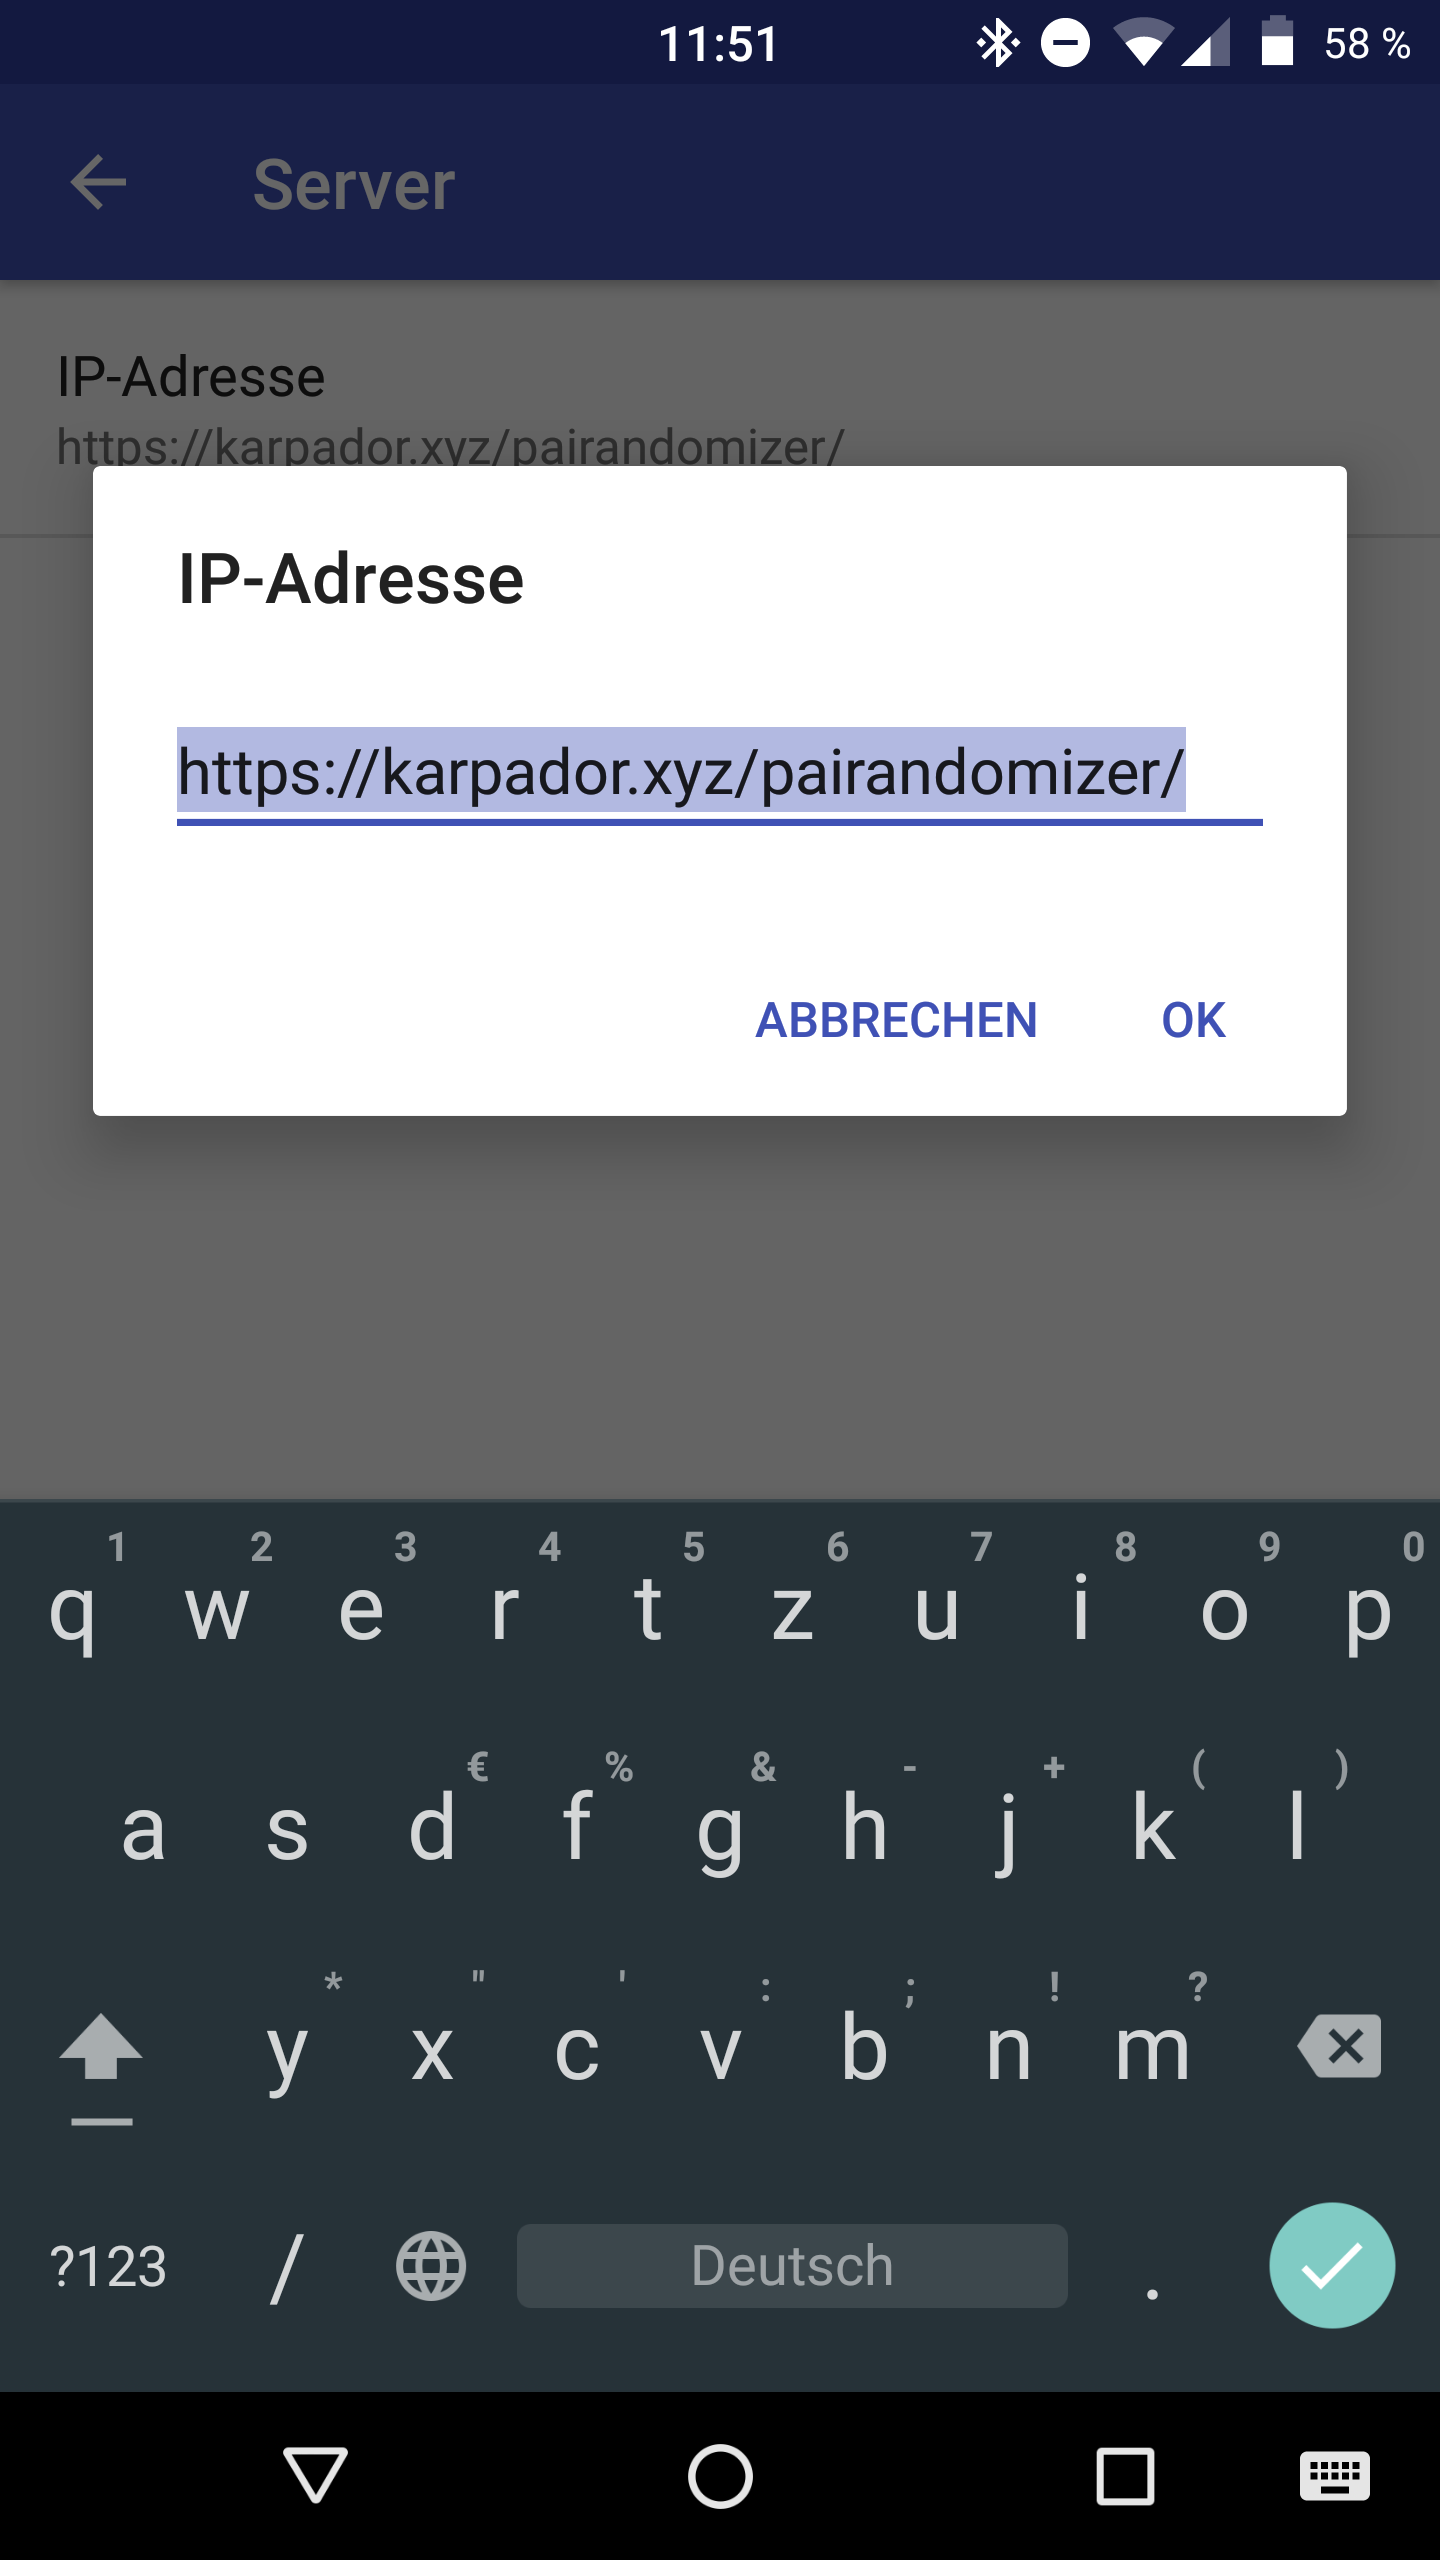 11:51 58 %
Server
IP-Adresse
https://karpador.xyz/pairandomizer/
IP-Adresse
https://karpador.xyz/pairandomizer/
ABBRECHEN OK
1 2 3 4 5 6 7 8 9 0
q w e r t z u i o p
€ % & - + ( )
a s d f g h j k l
* " ' : ; ! ?
y x c v b n m
?123 / Deutsch .